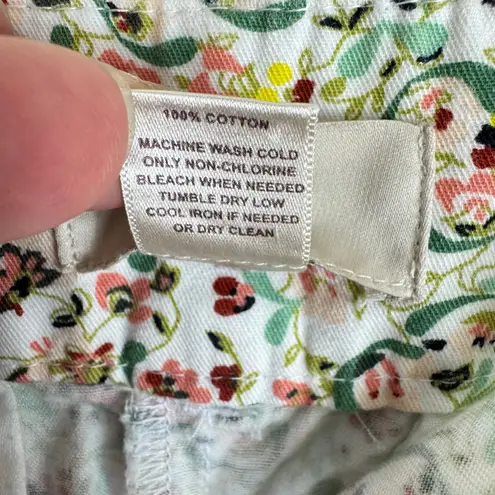 100% COTTON
MACHINE WASH COLD
ONLY NON-CHLORINE
BLEACH WHEN NEEDED
TUMBLE DRY LOW
COOL IRON IF NEEDED
OR DRY CLEAN